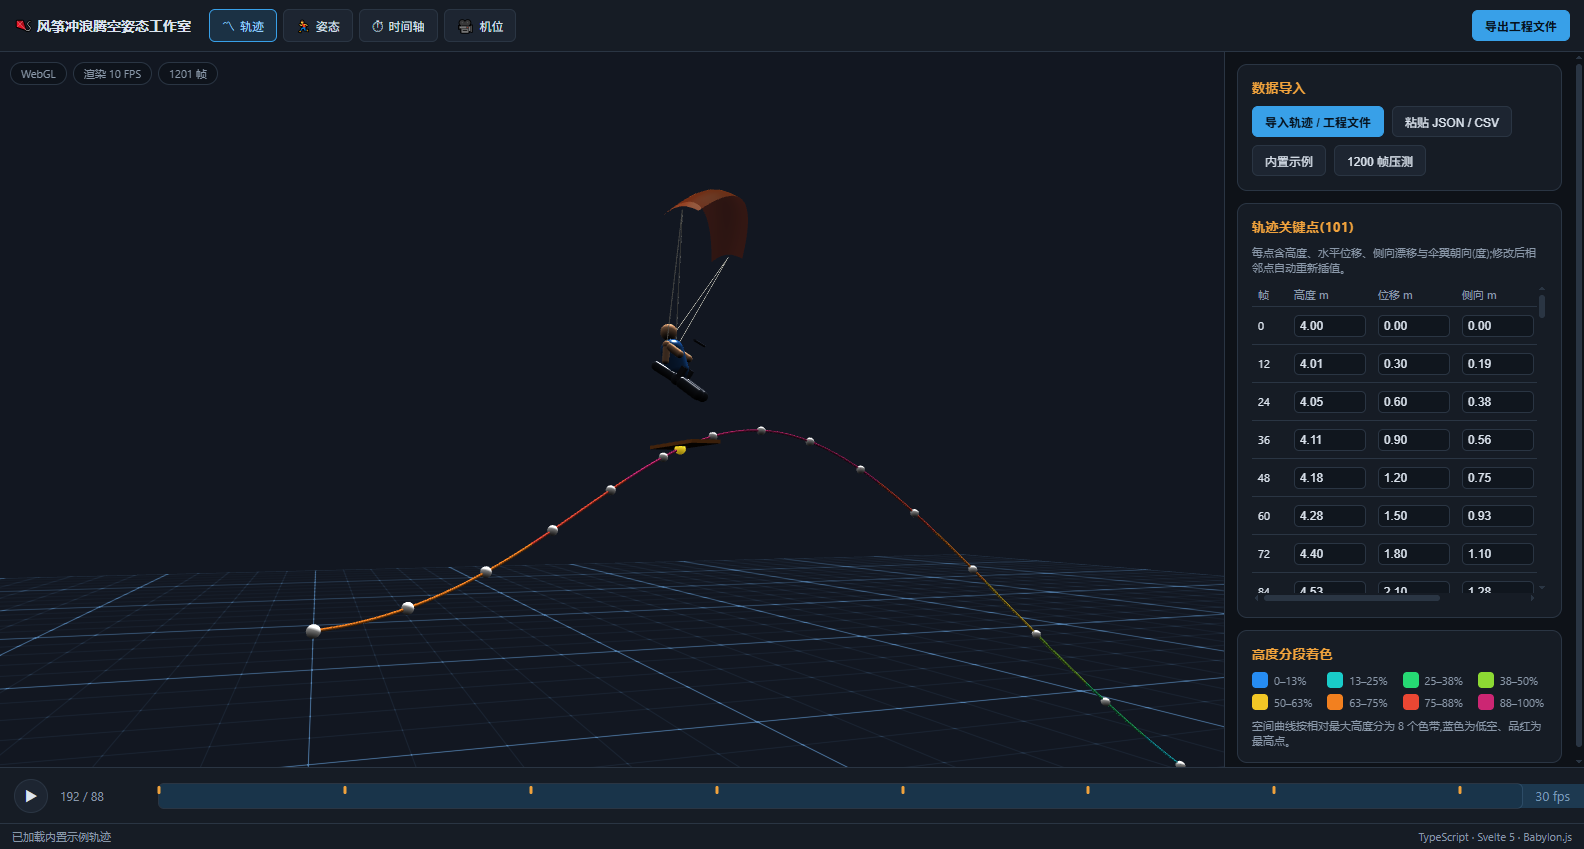 风筝冲浪腾空姿态工作室
轨迹
姿态
时间轴
机位
导出工程文件
WebGL
渲染 10 FPS
1201 帧
数据导入
导入轨迹 / 工程文件
粘贴 JSON / CSV
内置示例
1200 帧压测
轨迹关键点(101)
每点含高度、水平位移、侧向漂移与伞翼朝向(度);修改后相
邻点自动重新插值。
帧 高度 m 位移 m 侧向 m
0 4.00 0.00 0.00
12 4.01 0.30 0.19
24 4.05 0.60 0.38
36 4.11 0.90 0.56
48 4.18 1.20 0.75
60 4.28 1.50 0.93
72 4.40 1.80 1.10
84 4.53 2.10 1.28
高度分段着色
0–13% 13–25% 25–38% 38–50%
50–63% 63–75% 75–88% 88–100%
空间曲线按相对最大高度分为 8 个色带,蓝色为低空、品红为
最高点。
192 / 88
30 fps
已加载内置示例轨迹
TypeScript · Svelte 5 · Babylon.js